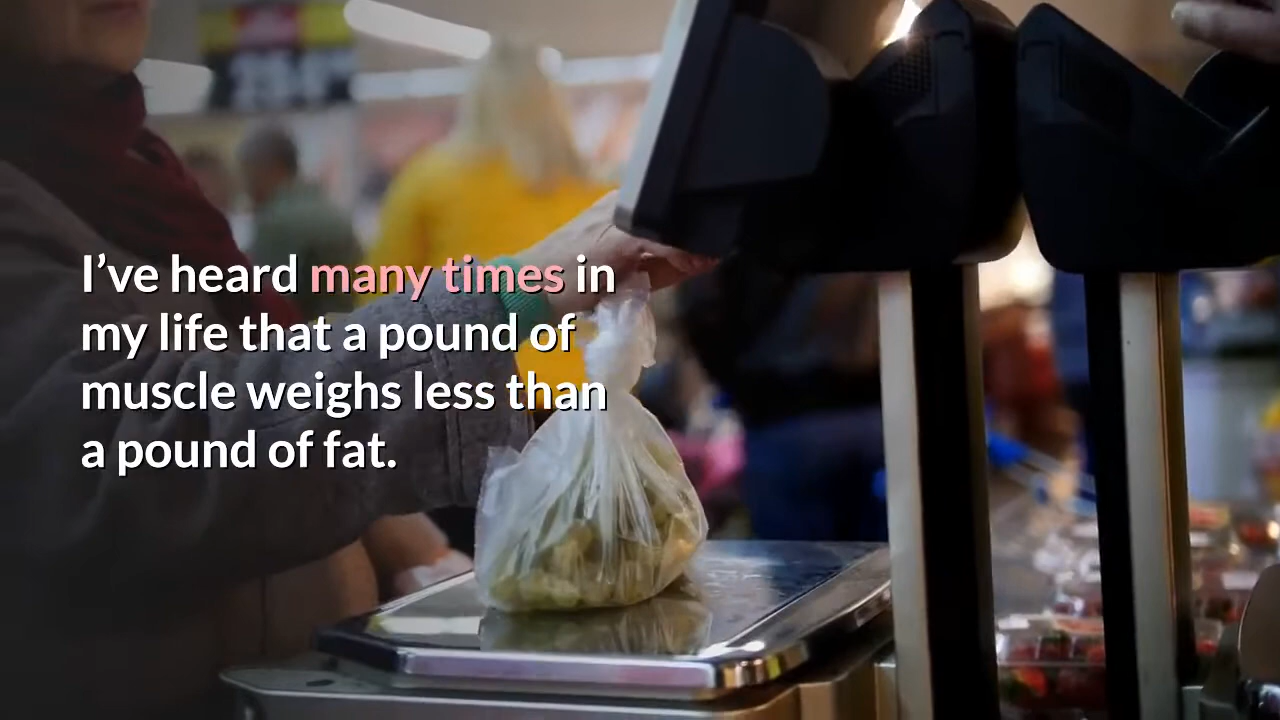 I’ve heard many times in
my life that a pound of
muscle weighs less than
a pound of fat.